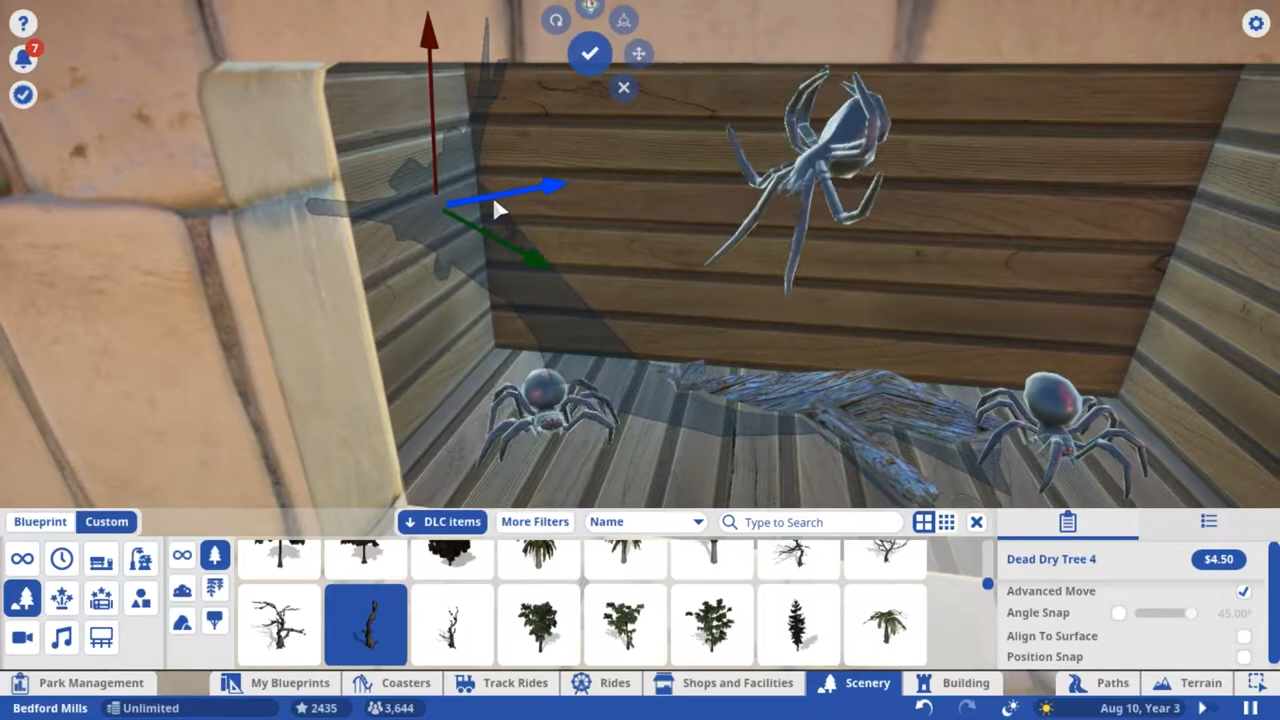 ?
7
Blueprint Custom
DLC items More Filters Name Type to Search
Dead Dry Tree 4 $4.50
Advanced Move
Angle Snap 45.00°
Align To Surface
Position Snap
Park Management My Blueprints Coasters Track Rides Rides Shops and Facilities Scenery Building Paths Terrain
Bedford Mills Unlimited 2435 3,644 Aug 10, Year 3